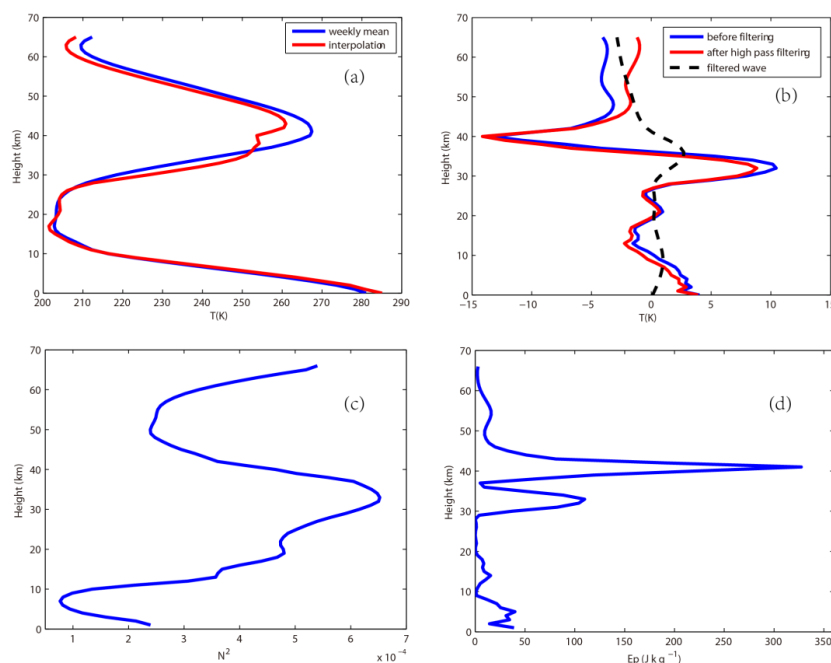 70
60
50
40
30
20
10
0
Height (km)
200 210 220 230 240 250 260 270 280 290
T(K)
weekly mean
interpolation
(a)
70
60
50
40
30
20
10
0
Height (km)
−15 −10 −5 0 5 10 15
T(K)
before filtering
after high pass filtering
filtered wave
(b)
70
60
50
40
30
20
10
0
Height (km)
1 2 3 4 5 6 7
N²
x 10⁻⁴
(c)
70
60
50
40
30
20
10
0
Height (km)
0 50 100 150 200 250 300 350
Ep (J kg⁻¹)
(d)